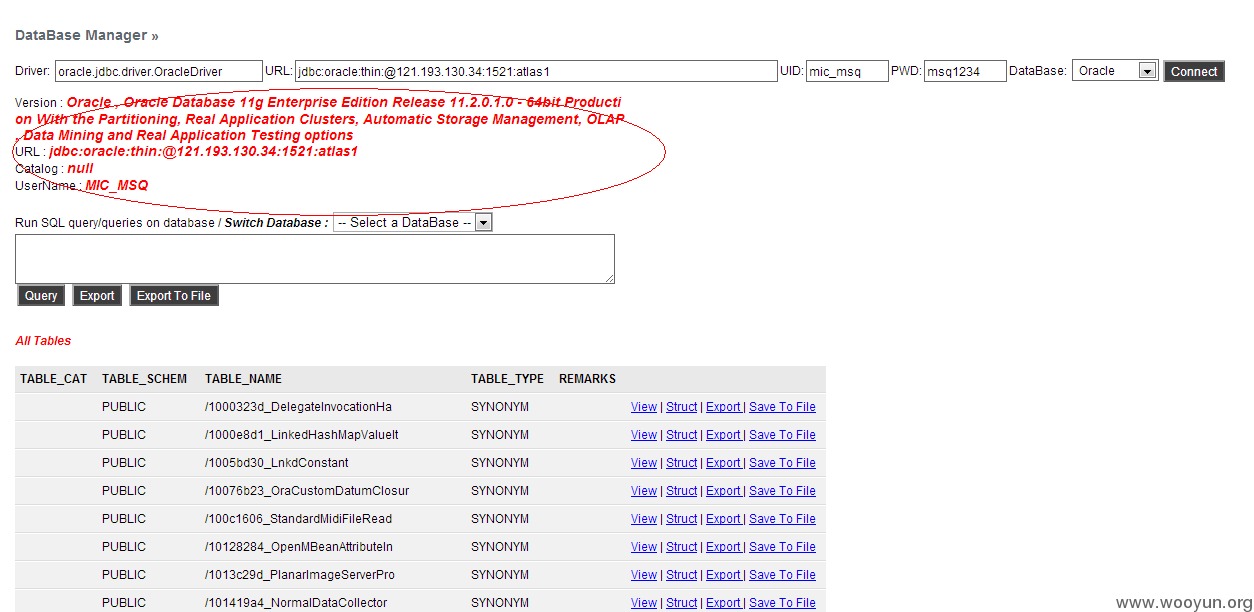 DataBase Manager »
Driver: oracle.jdbc.driver.OracleDriver URL: jdbc:oracle:thin:@121.193.130.34:1521:atlas1 UID: mic_msq PWD: msq1234 DataBase: Oracle Connect
Version : Oracle , Oracle Database 11g Enterprise Edition Release 11.2.0.1.0 - 64bit Producti
on With the Partitioning, Real Application Clusters, Automatic Storage Management, OLAP
, Data Mining and Real Application Testing options
URL : jdbc:oracle:thin:@121.193.130.34:1521:atlas1
Catalog : null
UserName : MIC_MSQ
Run SQL query/queries on database / Switch Database : -- Select a DataBase --
Query Export Export To File
All Tables
TABLE_CAT TABLE_SCHEM TABLE_NAME TABLE_TYPE REMARKS
PUBLIC /1000323d_DelegateInvocationHa SYNONYM View | Struct | Export | Save To File
PUBLIC /1000e8d1_LinkedHashMapValueIt SYNONYM View | Struct | Export | Save To File
PUBLIC /1005bd30_LnkdConstant SYNONYM View | Struct | Export | Save To File
PUBLIC /10076b23_OraCustomDatumClosur SYNONYM View | Struct | Export | Save To File
PUBLIC /100c1606_StandardMidiFileRead SYNONYM View | Struct | Export | Save To File
PUBLIC /10128284_OpenMBeanAttributeIn SYNONYM View | Struct | Export | Save To File
PUBLIC /1013c29d_PlanarImageServerPro SYNONYM View | Struct | Export | Save To File
PUBLIC /101419a4_NormalDataCollector SYNONYM View | Struct | Export | Save To File
www.wooyun.org